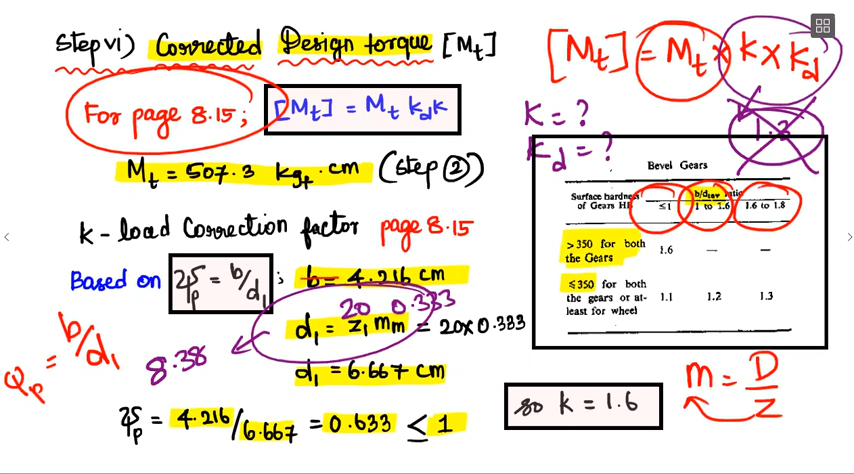 Step vi) Corrected Design torque [Mt]
[Mt] = Mt × K × Kd
For page 8.15; [Mt] = Mt kd k
K = ?
1.3
Kd = ?
Mt = 507.3 kgf. cm (step ②)
Bevel Gears
Surface hardness of Gears HB
b/d1av ratio
≤1 1 to 1.6 1.6 to 1.8
>350 for both the Gears 1.6 — —
≤350 for both the gears or at-least for wheel 1.1 1.2 1.3
K - load Correction factor page 8.15
Based on ψp = b/d1 ; b = 4.216 cm
20 0.333
d1 = z1 mm = 20×0.333
8.38
φp = b/d1
d1 = 6.667 cm
m = D/Z
so k = 1.6
ψp = 4.216/6.667 = 0.633 ≤ 1